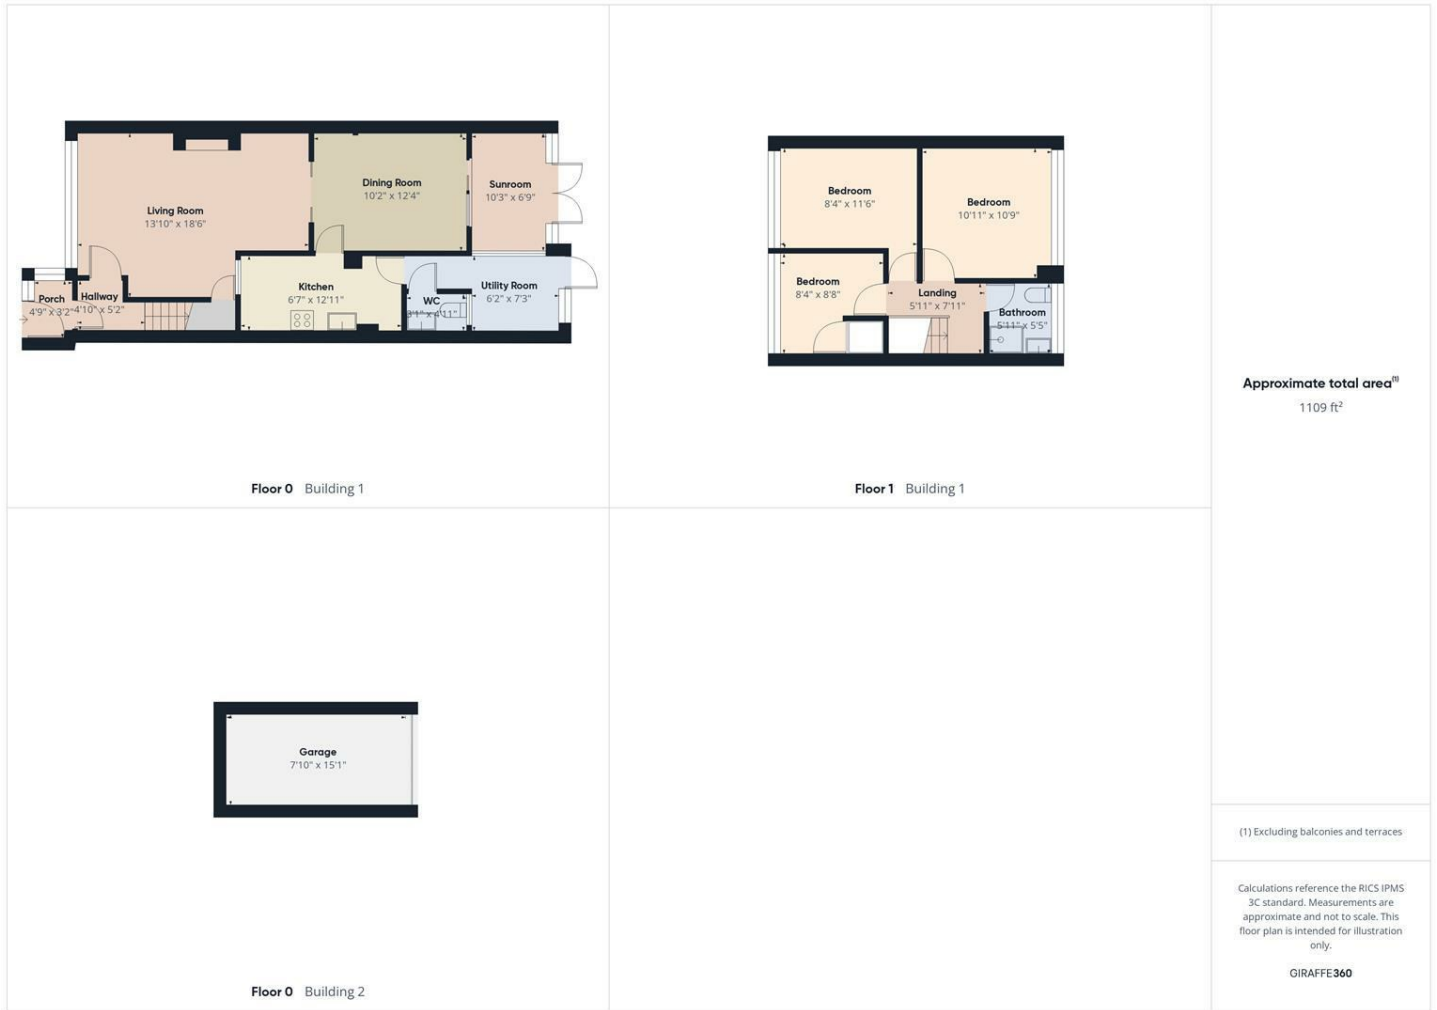 Living Room
13'10" x 18'6"
Dining Room
10'2" x 12'4"
Sunroom
10'3" x 6'9"
Porch
4'9" x 3'2"
Hallway
4'10" x 5'2"
Kitchen
6'7" x 12'11"
WC
3'1" x 4'11"
Utility Room
6'2" x 7'3"
Floor 0 Building 1
Bedroom
8'4" x 11'6"
Bedroom
10'11" x 10'9"
Bedroom
8'4" x 8'8"
Landing
5'11" x 7'11"
Bathroom
5'11" x 5'5"
Floor 1 Building 1
Garage
7'10" x 15'1"
Floor 0 Building 2
Approximate total area(1)
1109 ft²
(1) Excluding balconies and terraces
Calculations reference the RICS IPMS
3C standard. Measurements are
approximate and not to scale. This
floor plan is intended for illustration
only.
GIRAFFE360